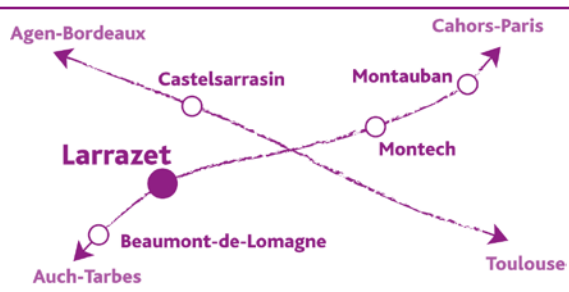 Cahors-Paris
Agen-Bordeaux
Castelsarrasin
Montauban
Larrazet
Montech
Beaumont-de-Lomagne
Toulouse-
Auch-Tarbes